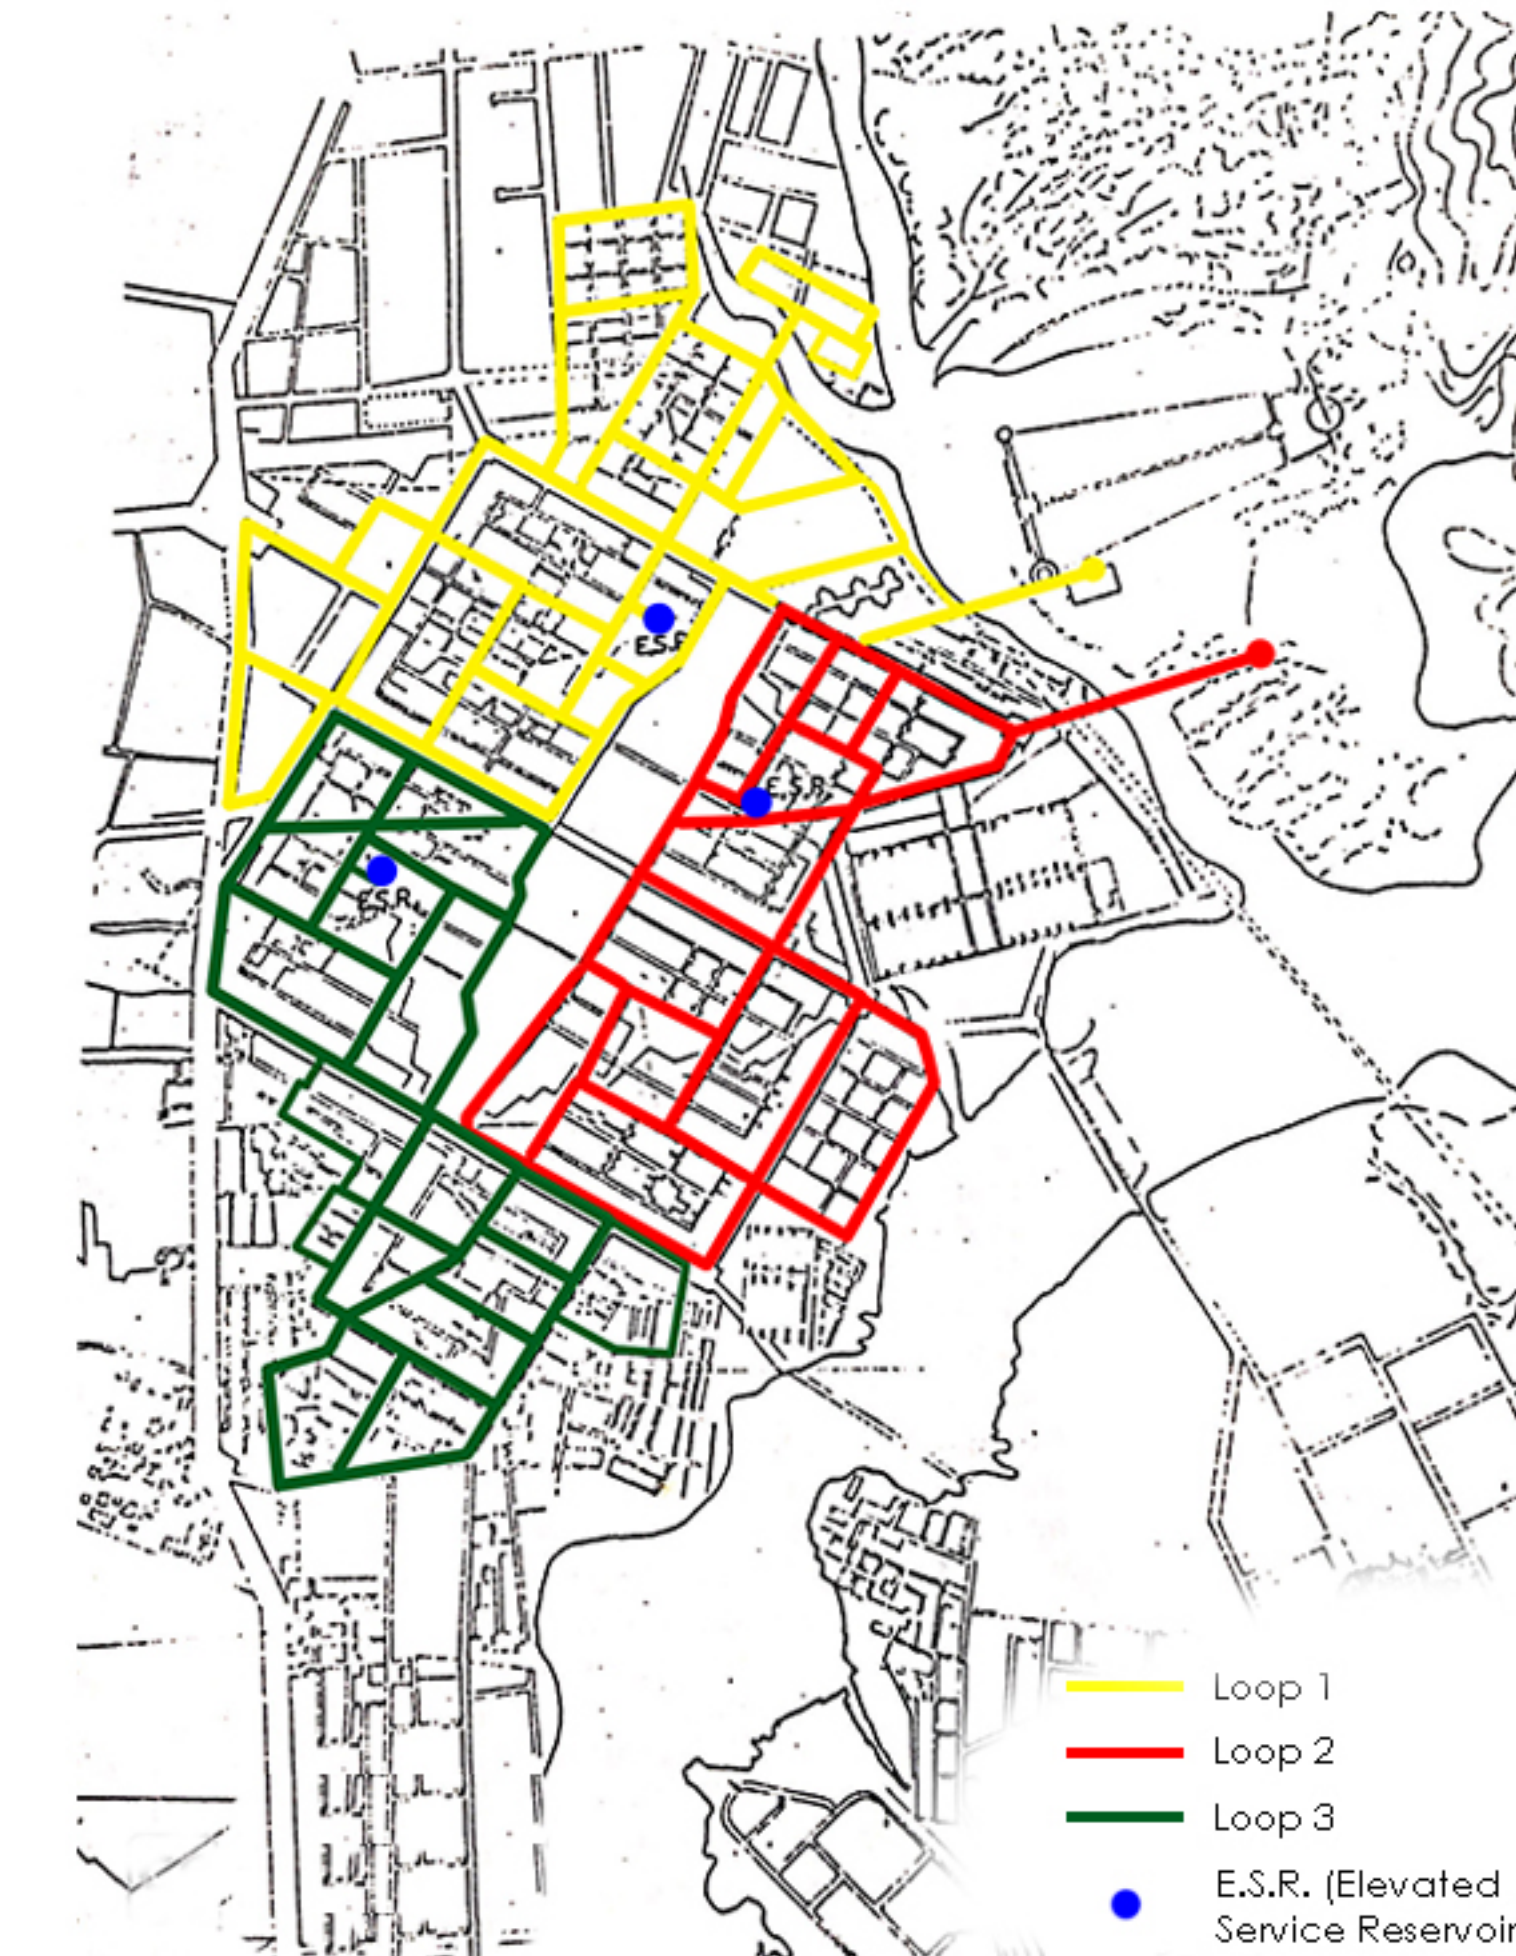 E.S.R
E.S.R.
E.S.R.
Loop 1
Loop 2
Loop 3
E.S.R. (Elevated
Service Reservoir